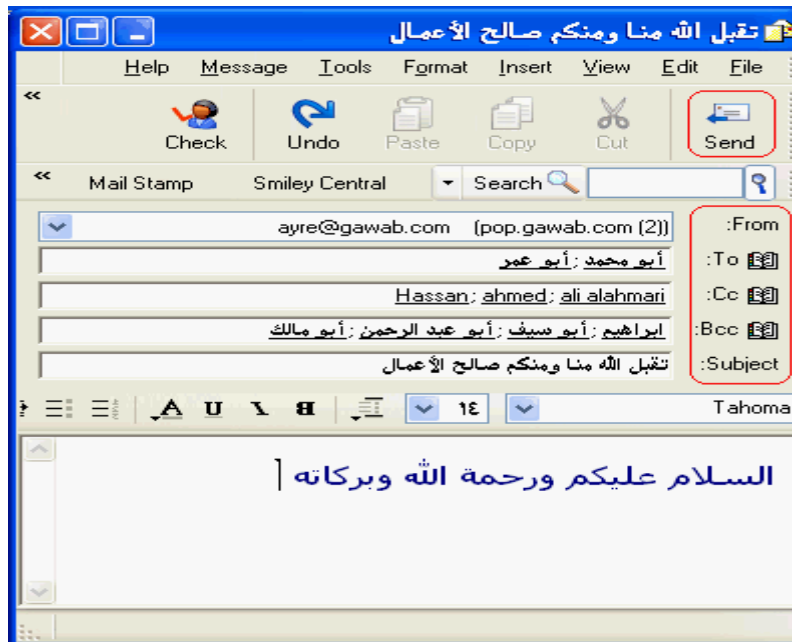 تقبل الله منا ومنكم صالح الأعمال
File Edit View Insert Format Tools Message Help
Send Cut Copy Paste Undo Check »
Search Smiley Central Mail Stamp »
From: ayre@gawab.com (pop.gawab.com (2))
To: أبو محمد ; أبو عمر
Cc: Hassan ; ahmed ; ali alahmari
Bcc: ابراهيم ; أبو سيف ; أبو عبد الرحمن ; أبو مالك
Subject: تقبل الله منا ومنكم صالح الأعمال
Tahoma ١٤ B I U A
السلام عليكم ورحمة الله وبركاته